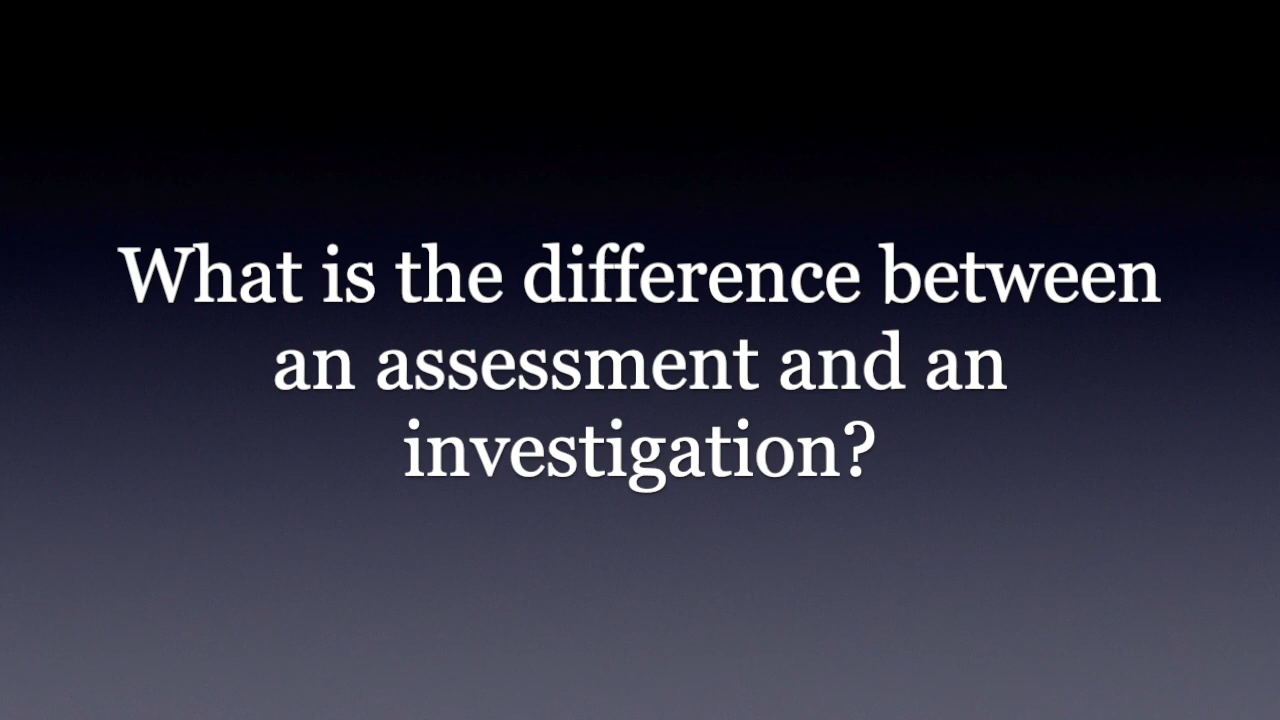 What is the difference between
an assessment and an
investigation?